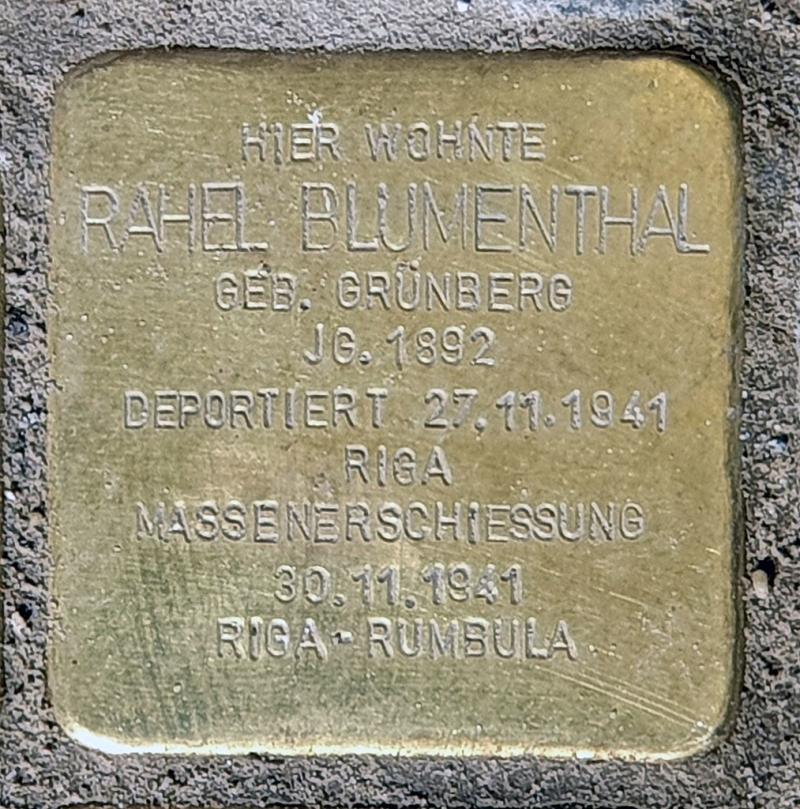 HIER WOHNTE
RAHEL BLUMENTHAL
GEB. GRÜNBERG
JG. 1892
DEPORTIERT 27.11.1941
RIGA
MASSENERSCHIESSUNG
30.11.1941
RIGA-RUMBULA